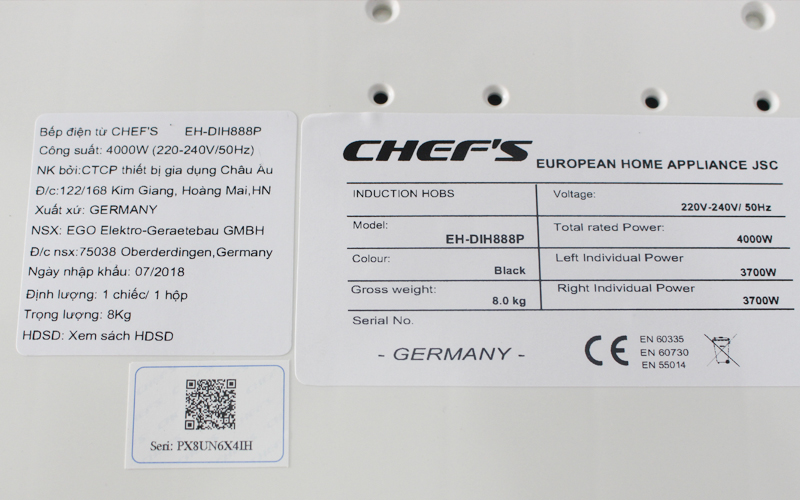 Bếp điện từ CHEF'S EH-DIH888P
Công suất: 4000W (220-240V/50Hz)
NK bởi:CTCP thiết bị gia dụng Châu Âu
Đ/c:122/168 Kim Giang, Hoàng Mai,HN
Xuất xứ: GERMANY
NSX: EGO Elektro-Geraetebau GMBH
Đ/c nsx:75038 Oberderdingen,Germany
Ngày nhập khẩu: 07/2018
Định lượng: 1 chiếc/ 1 hộp
Trọng lượng: 8Kg
HDSD: Xem sách HDSD
Seri: PX8UN6X4IH
CHEF'S EUROPEAN HOME APPLIANCE JSC
INDUCTION HOBS
Model:
EH-DIH888P
Colour:
Black
Gross weight:
8.0 kg
Serial No.
Voltage:
220V-240V/ 50Hz
Total rated Power:
4000W
Left Individual Power
3700W
Right Individual Power
3700W
- GERMANY -
CE
EN 60335
EN 60730
EN 55014